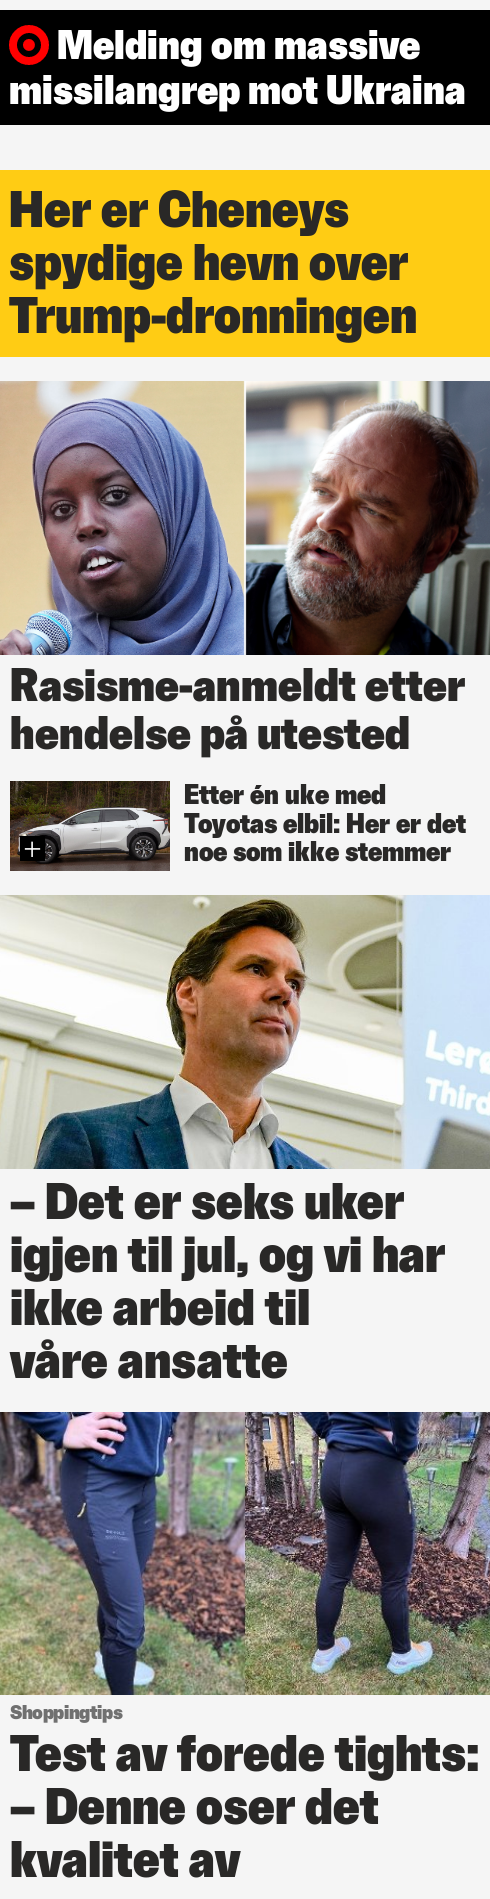 Melding om massive
missilangrep mot Ukraina
Her er Cheneys
spydige hevn over
Trump-dronningen
Rasisme-anmeldt etter
hendelse på utested
Etter én uke med
Toyotas elbil: Her er det
noe som ikke stemmer
Lerø
Third
– Det er seks uker
igjen til jul, og vi har
ikke arbeid til
våre ansatte
Shoppingtips
Test av forede tights:
– Denne oser det
kvalitet av